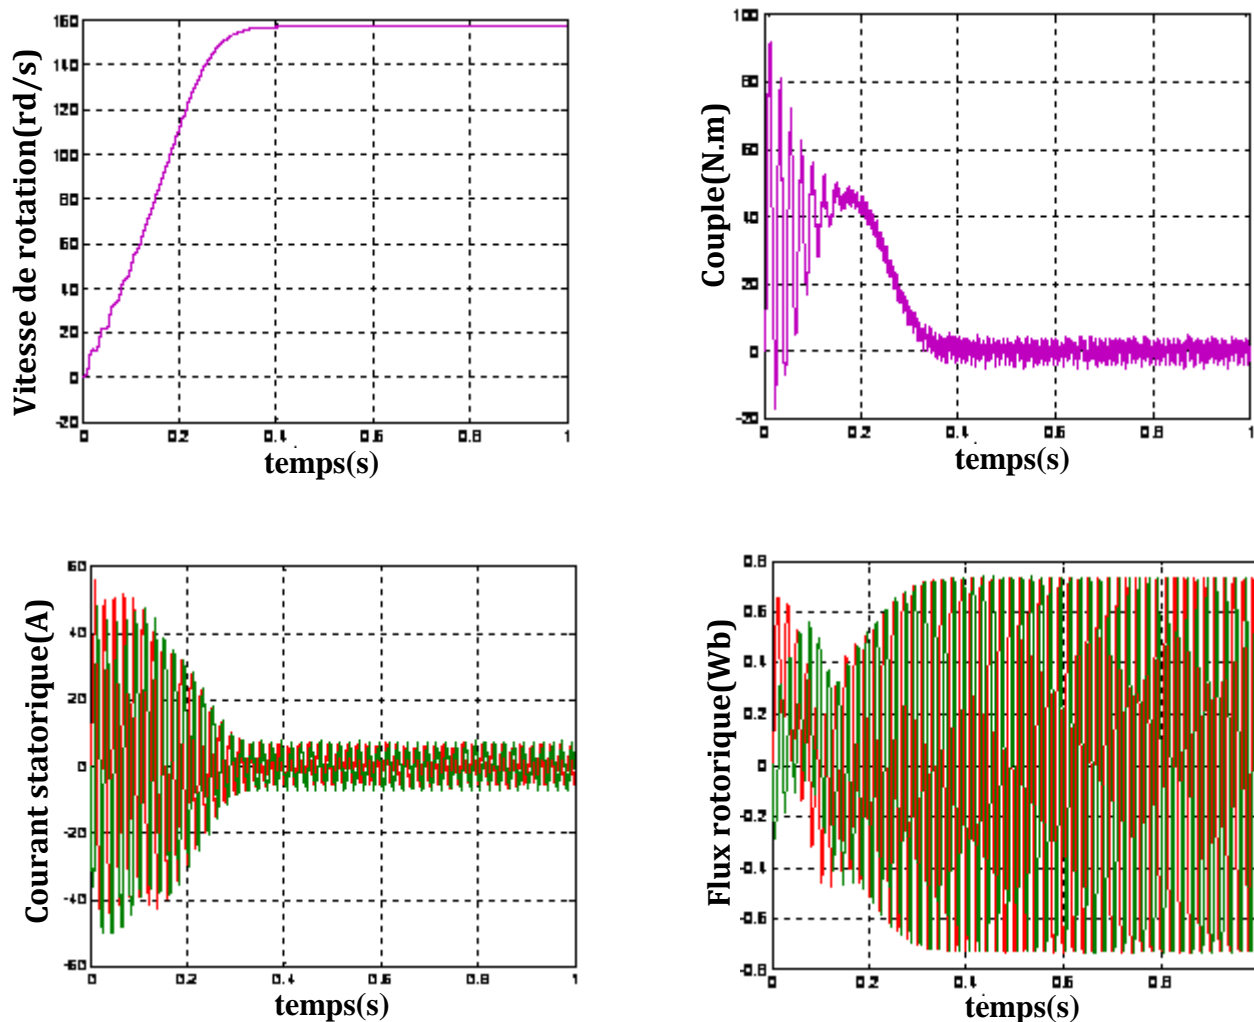 Vitesse de rotation(rd/s)
160
140
120
100
80
60
40
20
0
-20
0 0.2 0.4 0.6 0.8 1
temps(s)
Couple(N.m)
100
80
60
40
20
0
-20
0 0.2 0.4 0.6 0.8 1
temps(s)
Courant statorique(A)
60
40
20
0
-20
-40
-60
0 0.2 0.4 0.6 0.8 1
temps(s)
Flux rotorique(Wb)
0.8
0.6
0.4
0.2
0
-0.2
-0.4
-0.6
-0.8
0 0.2 0.4 0.6 0.8
temps(s)